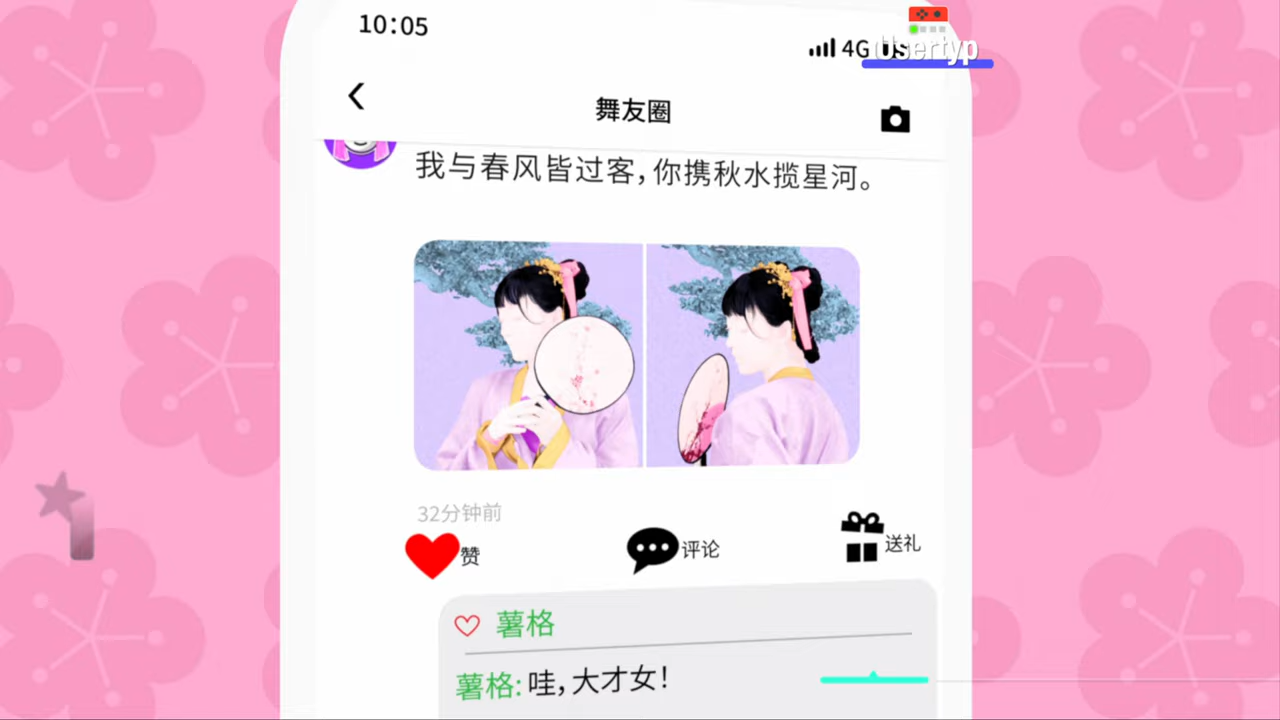 10:05
4G
Usertyp
舞友圈
我与春风皆过客，你携秋水揽星河。
32分钟前
赞
评论
送礼
薯格
薯格: 哇，大才女！